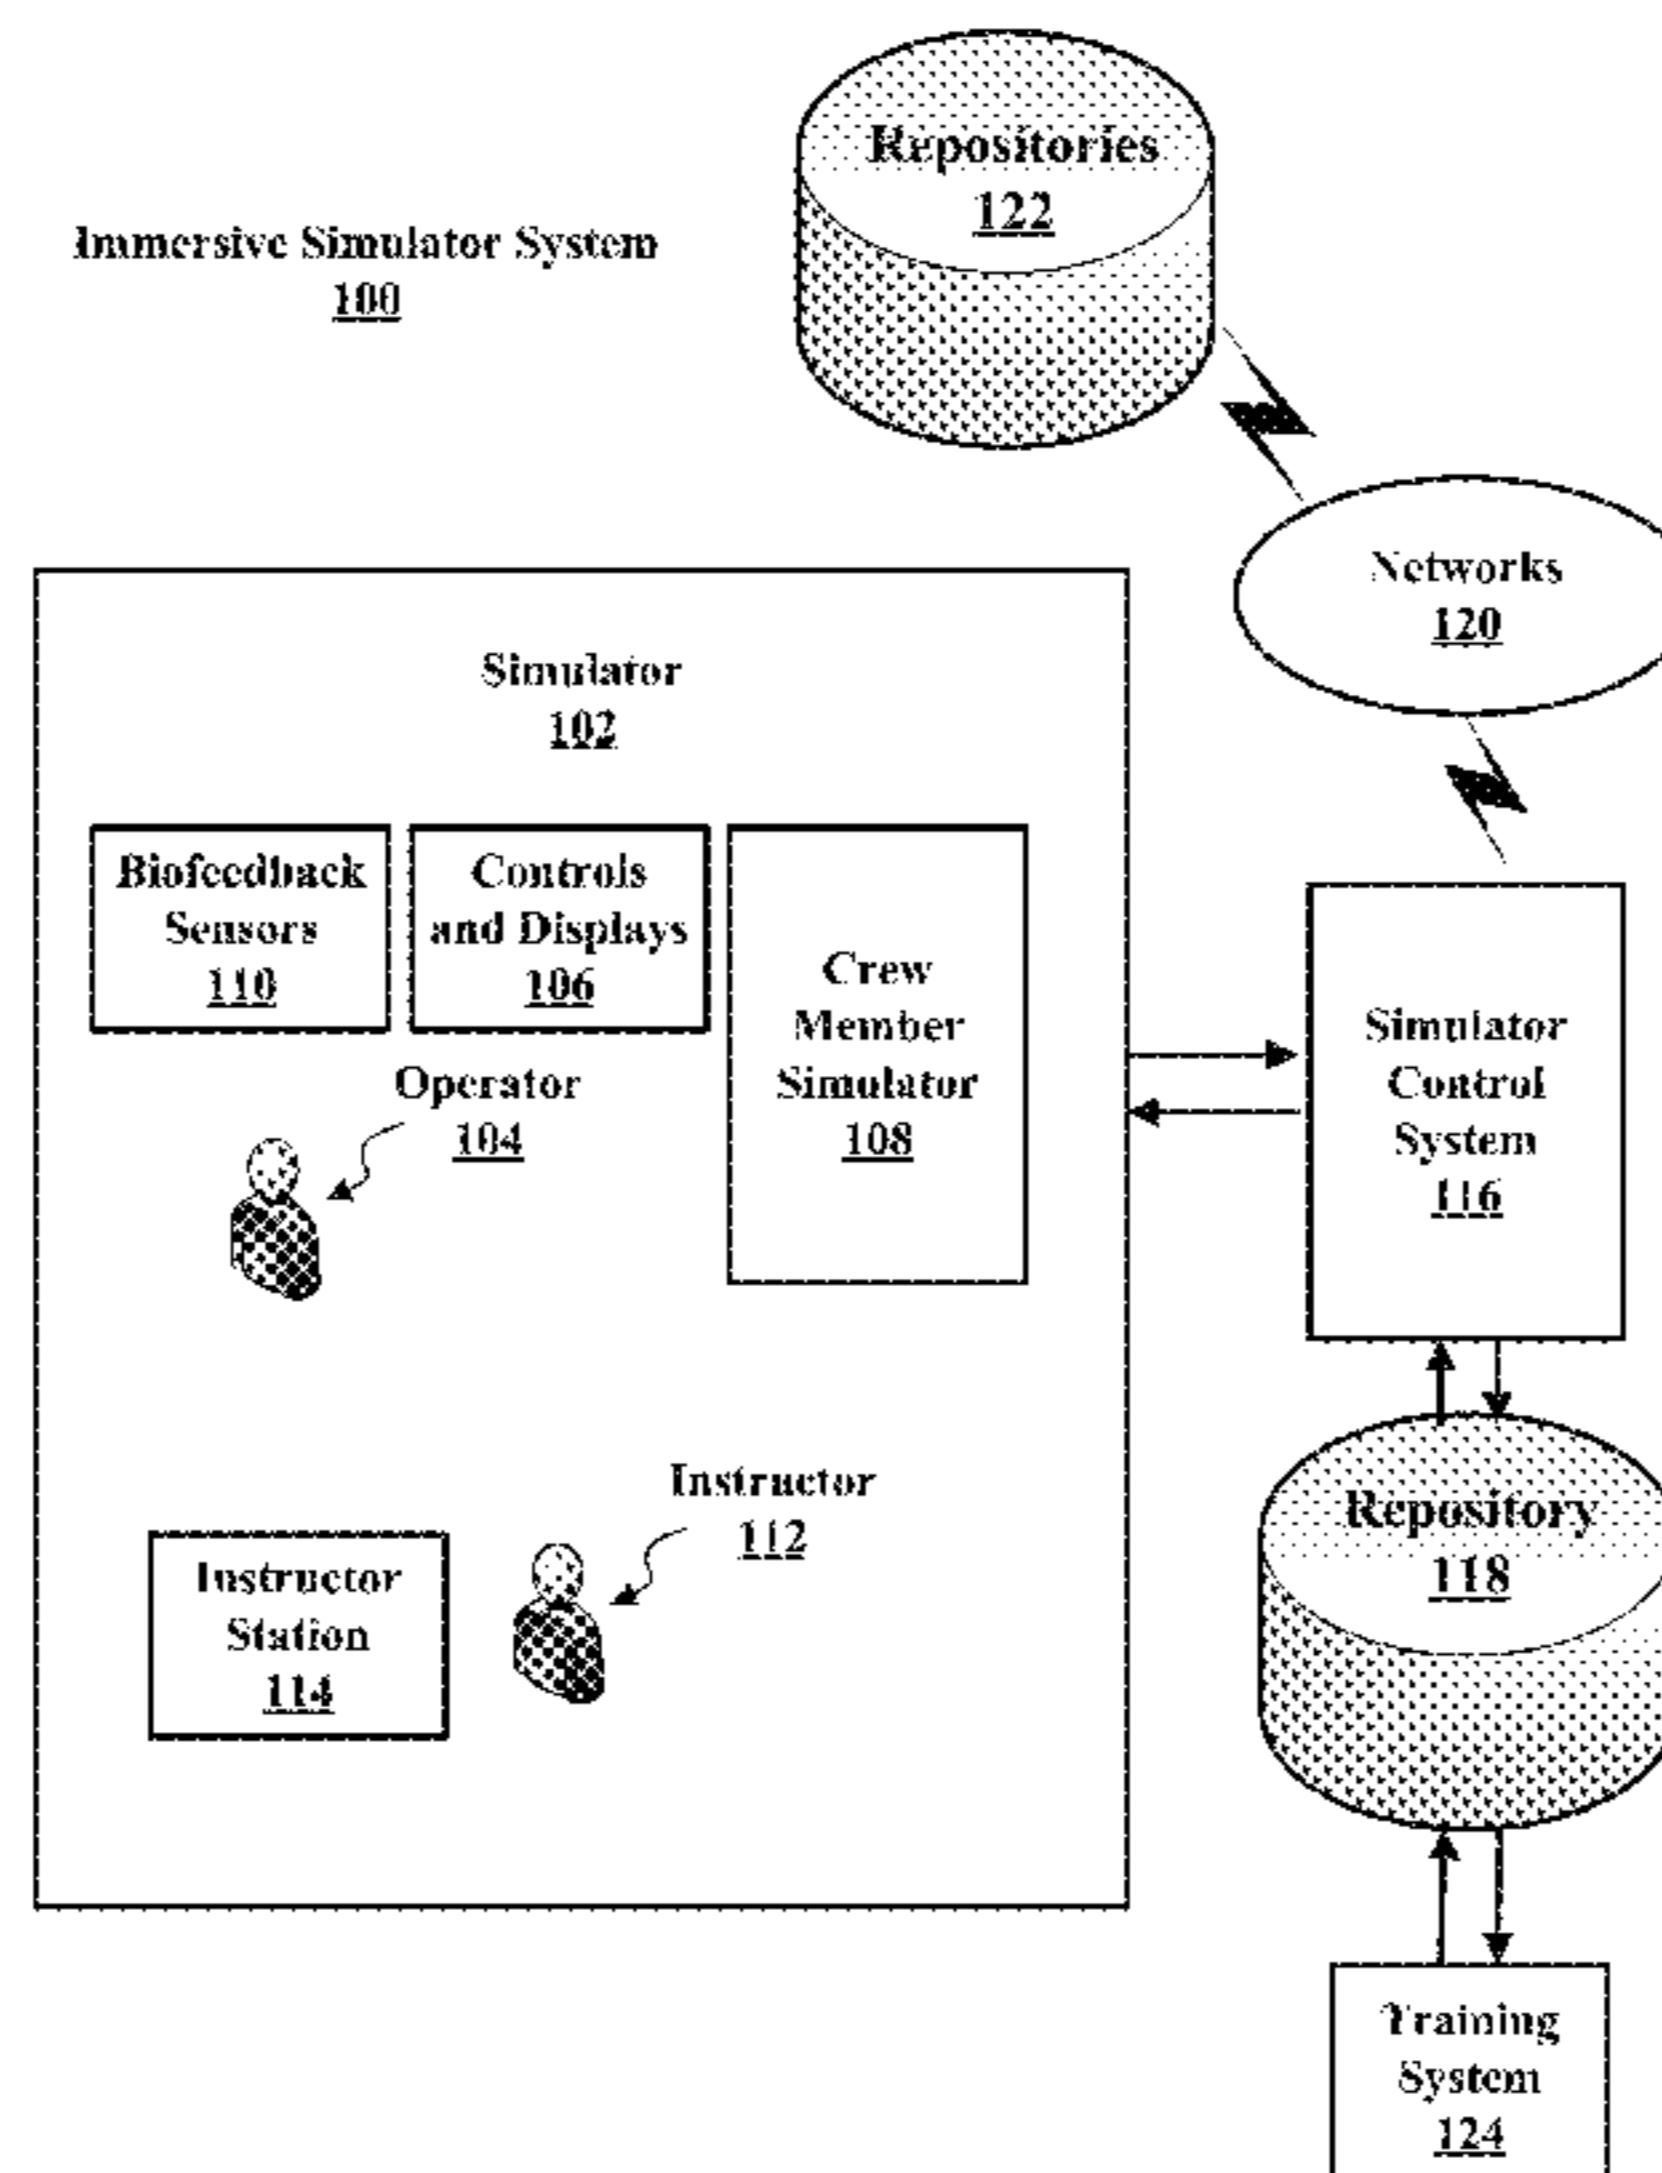 Repositories
122
Immersive Simulator System
100
Networks
120
Simulator
102
Biofeedback
Sensors
110
Controls
and Displays
106
Crew
Member
Simulator
108
Operator
104
Simulator
Control
System
116
Instructor
112
Instructor
Station
114
Repository
118
Training
System
124